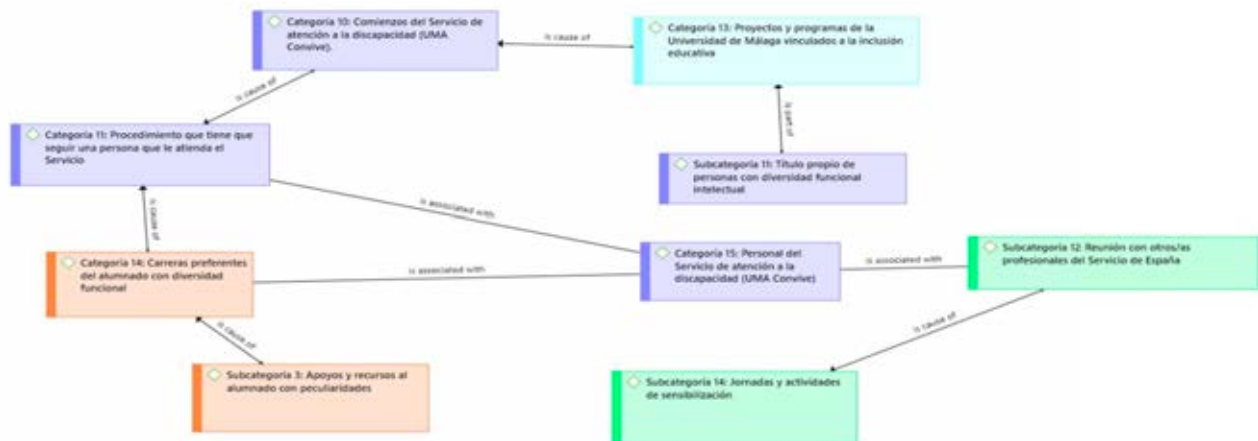 Categoría 10: Comienzos del Servicio de
atención a la discapacidad (UMA
Convive).
is cause of
Categoría 13: Proyectos y programas de la
Universidad de Málaga vinculados a la inclusión
educativa
is cause of
is part of
Categoría 11: Procedimiento que tiene que
seguir una persona que le atienda el
Servicio
Subcategoría 11: Título propio de
personas con diversidad funcional
intelectual
is associated with
is cause of
Categoría 14: Carreras preferentes
del alumnado con diversidad
funcional
is associated with
Categoría 15: Personal del
Servicio de atención a la
discapacidad (UMA Convive)
is associated with
Subcategoría 12: Reunión con otros/as
profesionales del Servicio de España
is cause of
is cause of
Subcategoría 3: Apoyos y recursos al
alumnado con peculiaridades
Subcategoría 14: Jornadas y actividades
de sensibilización